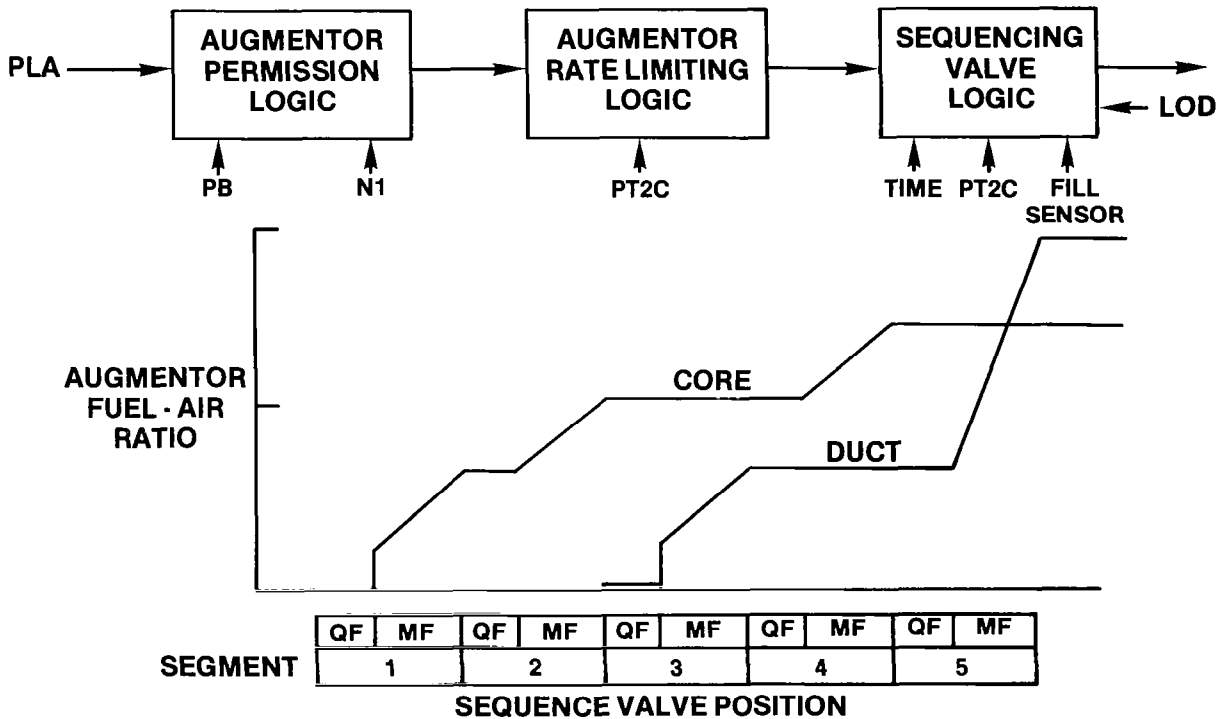 PLA
AUGMENTOR
PERMISSION
LOGIC
AUGMENTOR
RATE LIMITING
LOGIC
SEQUENCING
VALVE
LOGIC
LOD
PB
N1
PT2C
TIME
PT2C
FILL
SENSOR
AUGMENTOR
FUEL - AIR
RATIO
CORE
DUCT
QF MF QF MF QF MF QF MF QF MF
SEGMENT 1 2 3 4 5
SEQUENCE VALVE POSITION